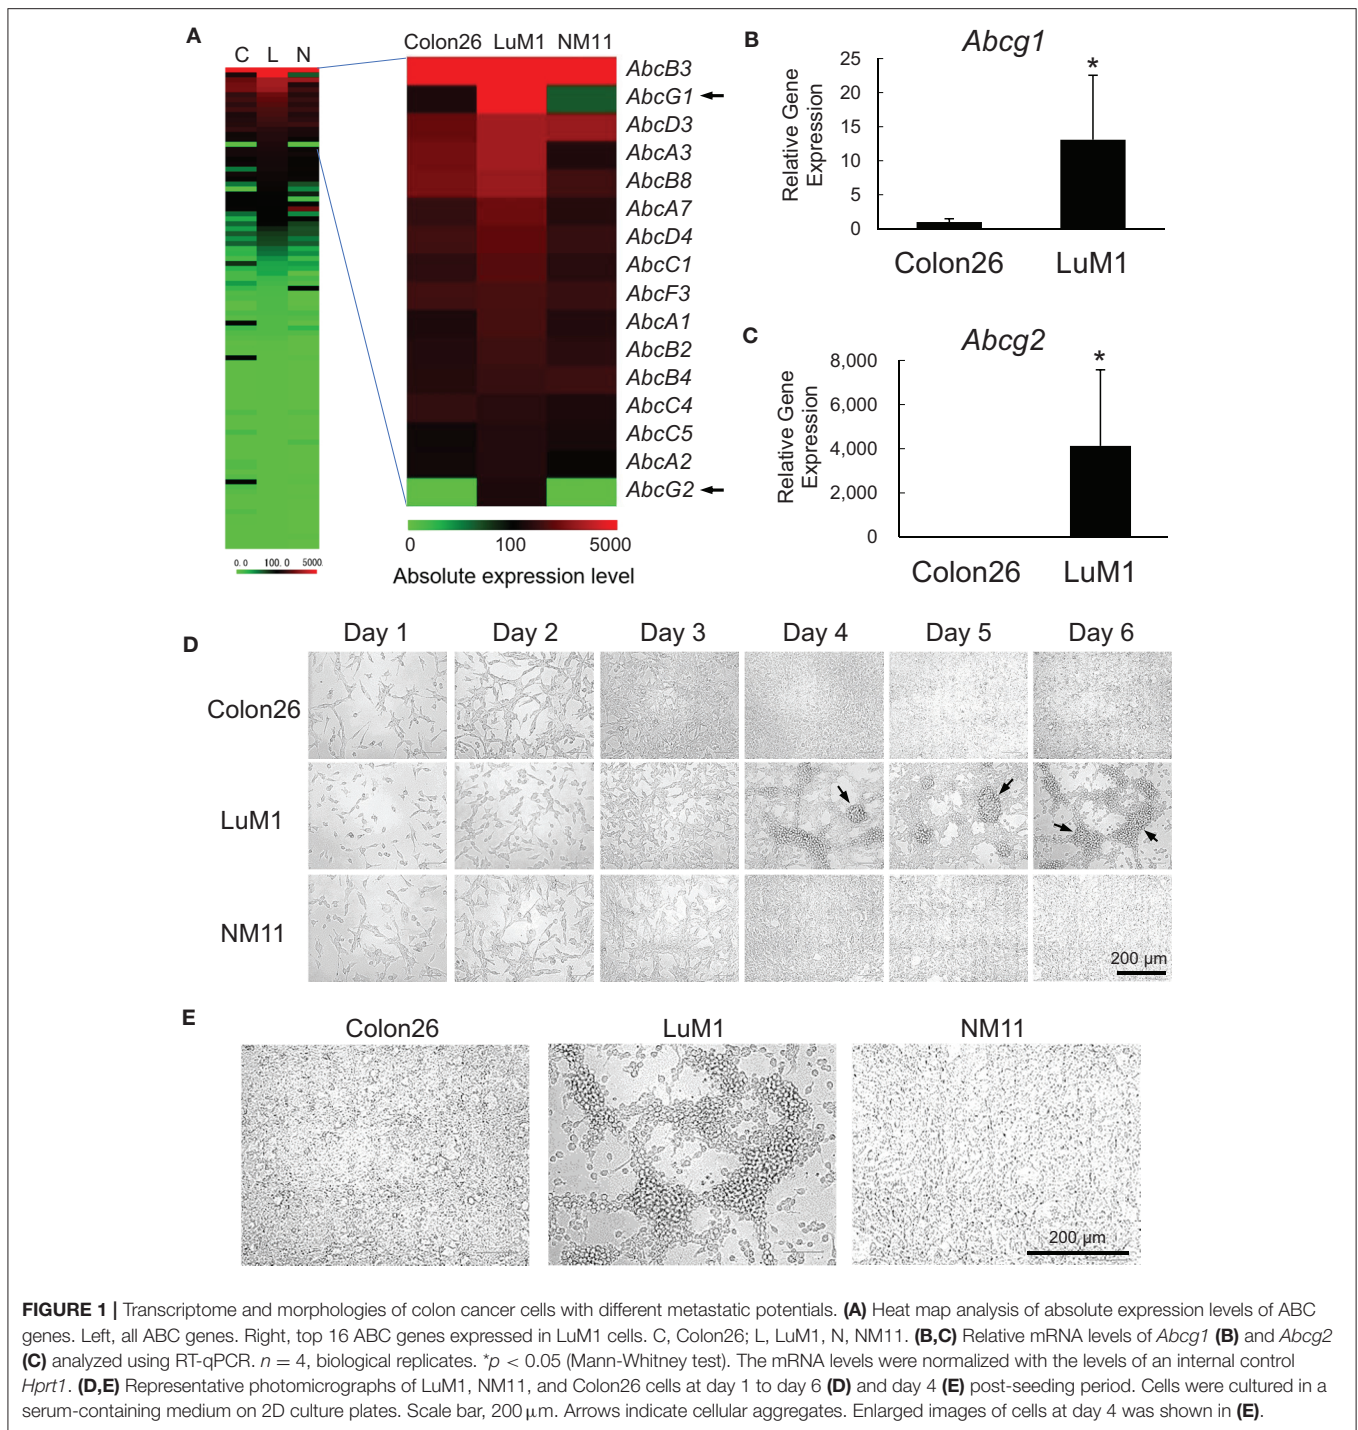 A
C L N
0.0 100.0 5000.
Colon26 LuM1 NM11
AbcB3
AbcG1
AbcD3
AbcA3
AbcB8
AbcA7
AbcD4
AbcC1
AbcF3
AbcA1
AbcB2
AbcB4
AbcC4
AbcC5
AbcA2
AbcG2
0 100 5000
Absolute expression level
B
Abcg1
Relative Gene
Expression
25
20
15
10
5
0
*
Colon26 LuM1
C
Abcg2
Relative Gene
Expression
8,000
6,000
4,000
2,000
0
*
Colon26 LuM1
D
Day 1 Day 2 Day 3 Day 4 Day 5 Day 6
Colon26
LuM1
NM11
200 µm
E
Colon26 LuM1 NM11
200 µm
FIGURE 1 | Transcriptome and morphologies of colon cancer cells with different metastatic potentials. (A) Heat map analysis of absolute expression levels of ABC
genes. Left, all ABC genes. Right, top 16 ABC genes expressed in LuM1 cells. C, Colon26; L, LuM1, N, NM11. (B,C) Relative mRNA levels of Abcg1 (B) and Abcg2
(C) analyzed using RT-qPCR. n = 4, biological replicates. *p < 0.05 (Mann-Whitney test). The mRNA levels were normalized with the levels of an internal control
Hprt1. (D,E) Representative photomicrographs of LuM1, NM11, and Colon26 cells at day 1 to day 6 (D) and day 4 (E) post-seeding period. Cells were cultured in a
serum-containing medium on 2D culture plates. Scale bar, 200 µm. Arrows indicate cellular aggregates. Enlarged images of cells at day 4 was shown in (E).